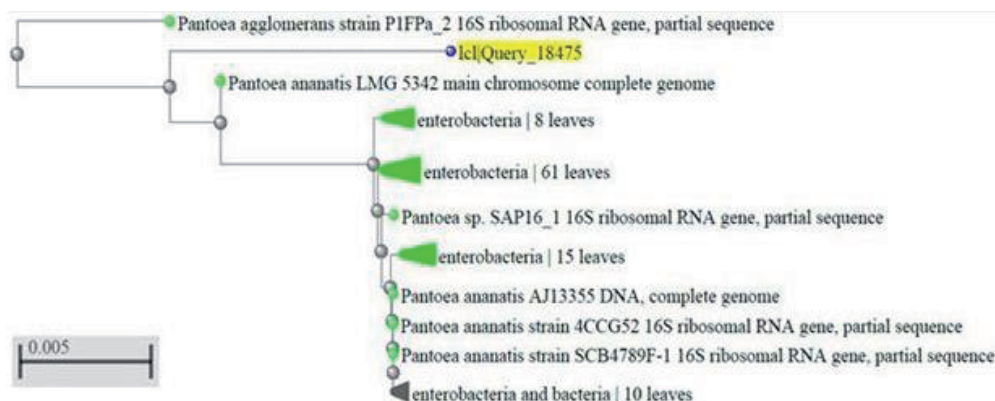 Pantoea agglomerans strain P1FPa_2 16S ribosomal RNA gene, partial sequence
lcl|Query_18475
Pantoea ananatis LMG 5342 main chromosome complete genome
enterobacteria | 8 leaves
enterobacteria | 61 leaves
Pantoea sp. SAP16_1 16S ribosomal RNA gene, partial sequence
enterobacteria | 15 leaves
Pantoea ananatis AJ13355 DNA, complete genome
Pantoea ananatis strain 4CCG52 16S ribosomal RNA gene, partial sequence
Pantoea ananatis strain SCB4789F-1 16S ribosomal RNA gene, partial sequence
enterobacteria and bacteria | 10 leaves
0.005